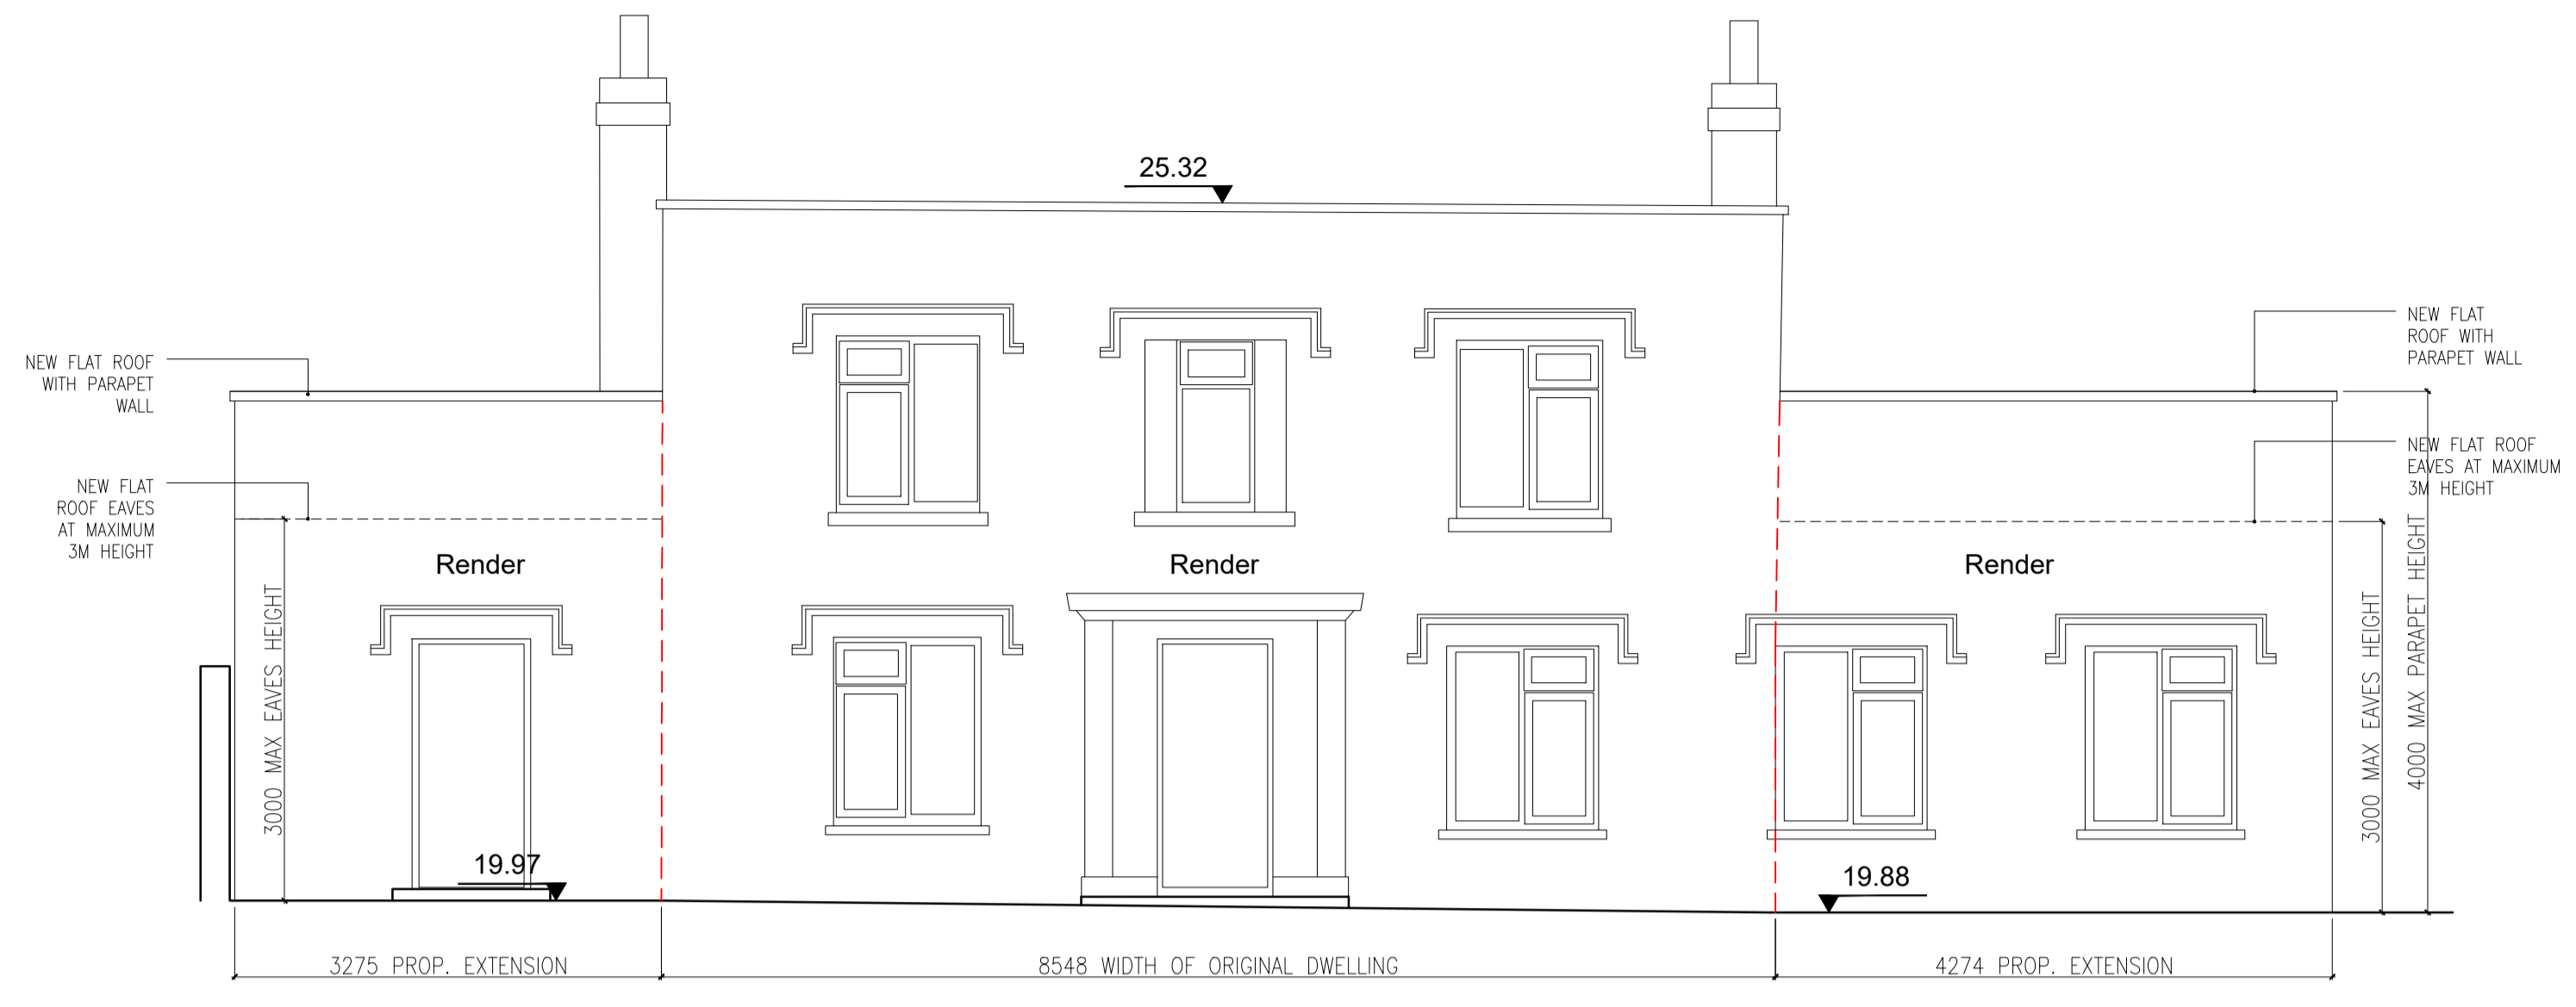 25.32
NEW FLAT ROOF
WITH PARAPET
WALL
NEW FLAT
ROOF EAVES
AT MAXIMUM
3M HEIGHT
NEW FLAT
ROOF WITH
PARAPET WALL
NEW FLAT ROOF
EAVES AT MAXIMUM
3M HEIGHT
Render
Render
Render
3000 MAX EAVES HEIGHT
3000 MAX EAVES HEIGHT
4000 MAX PARAPET HEIGHT
19.97
19.88
3275 PROP. EXTENSION
8548 WIDTH OF ORIGINAL DWELLING
4274 PROP. EXTENSION